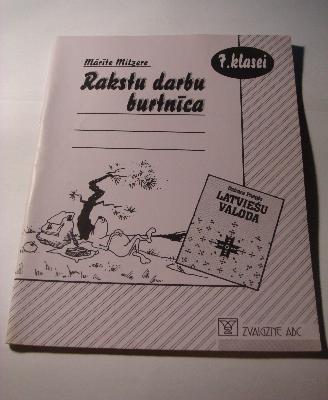 Mārīte Milzere
7. klasei
Rakstu darbu
burtnīca
LATVIEŠU
VALODA
ZVAIGZNE ABC